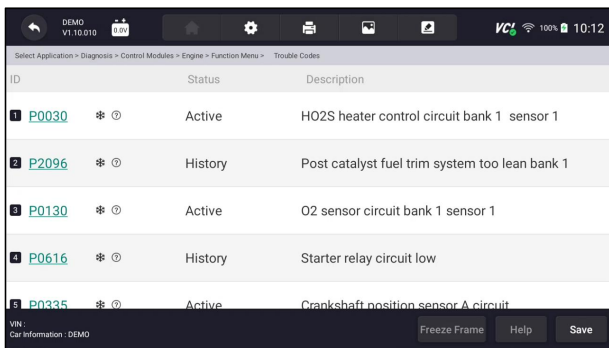 DEMO
V1.10.010
0.0V
VCI
100%
10:12
Select Application > Diagnosis > Control Modules > Engine > Function Menu > Trouble Codes
ID Status Description
1 P0030 Active HO2S heater control circuit bank 1 sensor 1
2 P2096 History Post catalyst fuel trim system too lean bank 1
3 P0130 Active O2 sensor circuit bank 1 sensor 1
4 P0616 History Starter relay circuit low
5 P0335 Active Crankshaft position sensor A circuit
VIN :
Car Information : DEMO
Freeze Frame Help Save